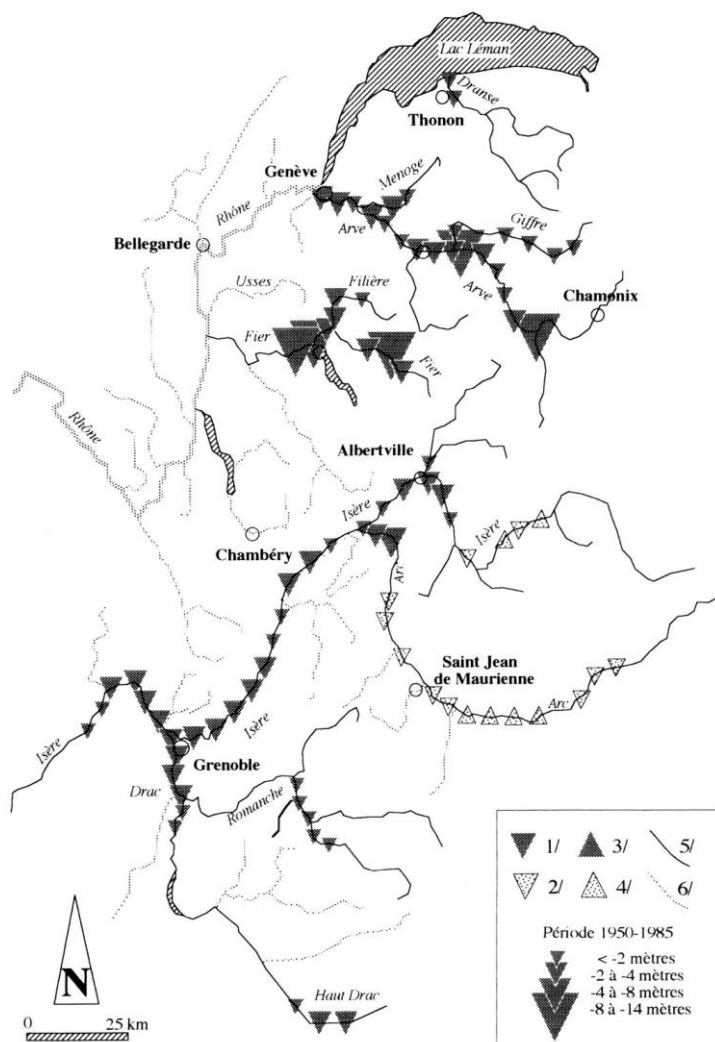 Lac Léman
Dranse
Thonon
Genève
Menoge
Rhône
Giffre
Arve
Bellegarde
Usses
Filière
Arve
Chamonix
Fier
Fier
Rhône
Albertville
Isère
Isère
Chambéry
Arc
Saint Jean
de Maurienne
Arc
Isère
Isère
Grenoble
Drac
Romanche
1/ 3/ 5/
2/ 4/ 6/
Période 1950-1985
< -2 mètres
-2 à -4 mètres
-4 à -8 mètres
-8 à -14 mètres
N
Haut Drac
0 25 km